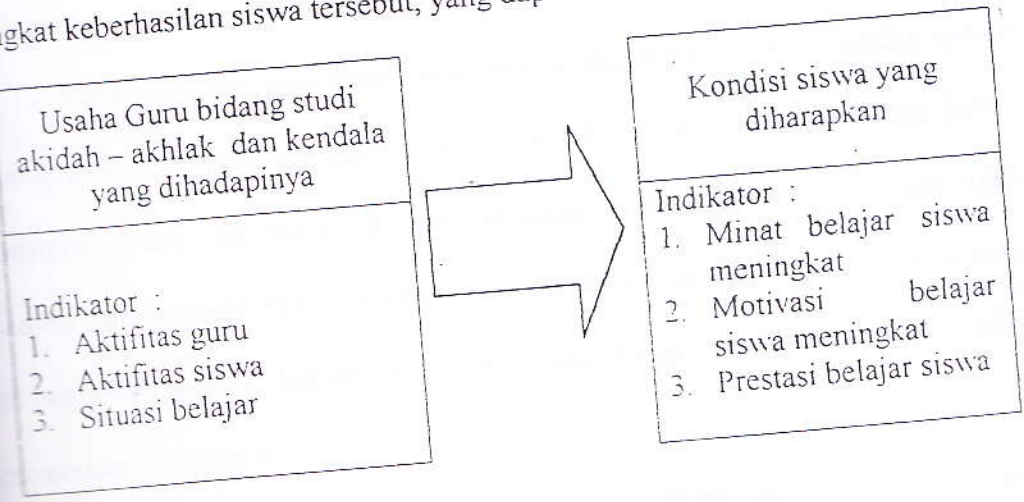 gkat keberhasilan siswa tersebut, yang
Usaha Guru bidang studi
akidah – akhlak dan kendala
yang dihadapinya
Indikator :
1. Aktifitas guru
2. Aktifitas siswa
3. Situasi belajar
Kondisi siswa yang
diharapkan
Indikator :
1. Minat belajar siswa
meningkat
2. Motivasi belajar
siswa meningkat
3. Prestasi belajar siswa